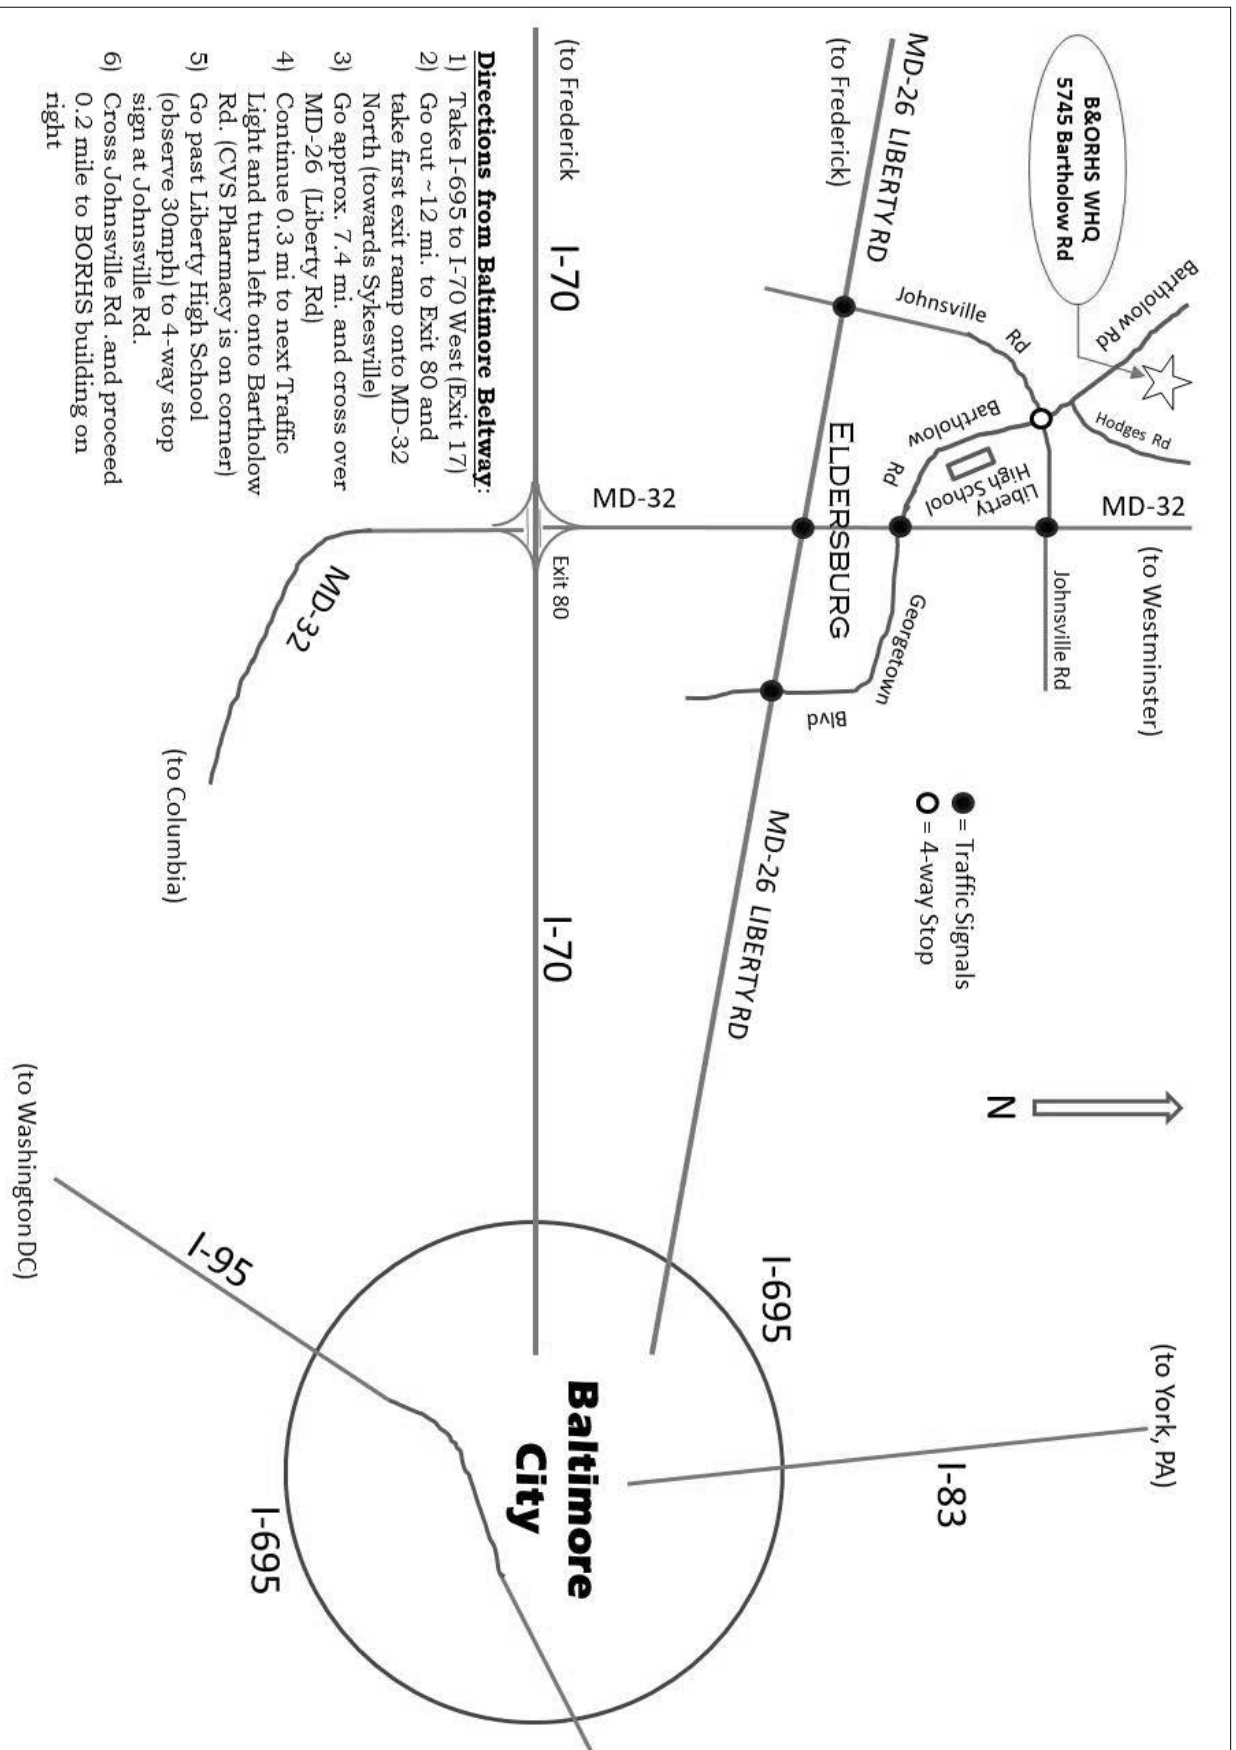 (to Westminster)
(to York, PA)
B&ORHS WHQ
5745 Bartholow Rd
Bartholow Rd
Hodges Rd
MD-32
Johnsville Rd
N
Johnsville
Rd
Bartholow
Rd
Liberty
High School
= Traffic Signals
= 4-way Stop
I-83
MD-26 LIBERTY RD
(to Frederick)
ELDERSBURG
Georgetown
Blvd
MD-26 LIBERTY RD
I-695
MD-32
(to Frederick
I-70
Exit 80
I-70
Baltimore
City
Directions from Baltimore Beltway:
1) Take I-695 to I-70 West (Exit 17)
2) Go out ~12 mi. to Exit 80 and
take first exit ramp onto MD-32
North (towards Sykesville)
3) Go approx. 7.4 mi. and cross over
MD-26 (Liberty Rd)
4) Continue 0.3 mi to next Traffic
Light and turn left onto Bartholow
Rd. (CVS Pharmacy is on corner)
5) Go past Liberty High School
(observe 30mph) to 4-way stop
sign at Johnsville Rd.
6) Cross Johnsville Rd .and proceed
0.2 mile to BORHS building on
right
MD-32
(to Columbia)
I-95
I-695
(to Washington DC)